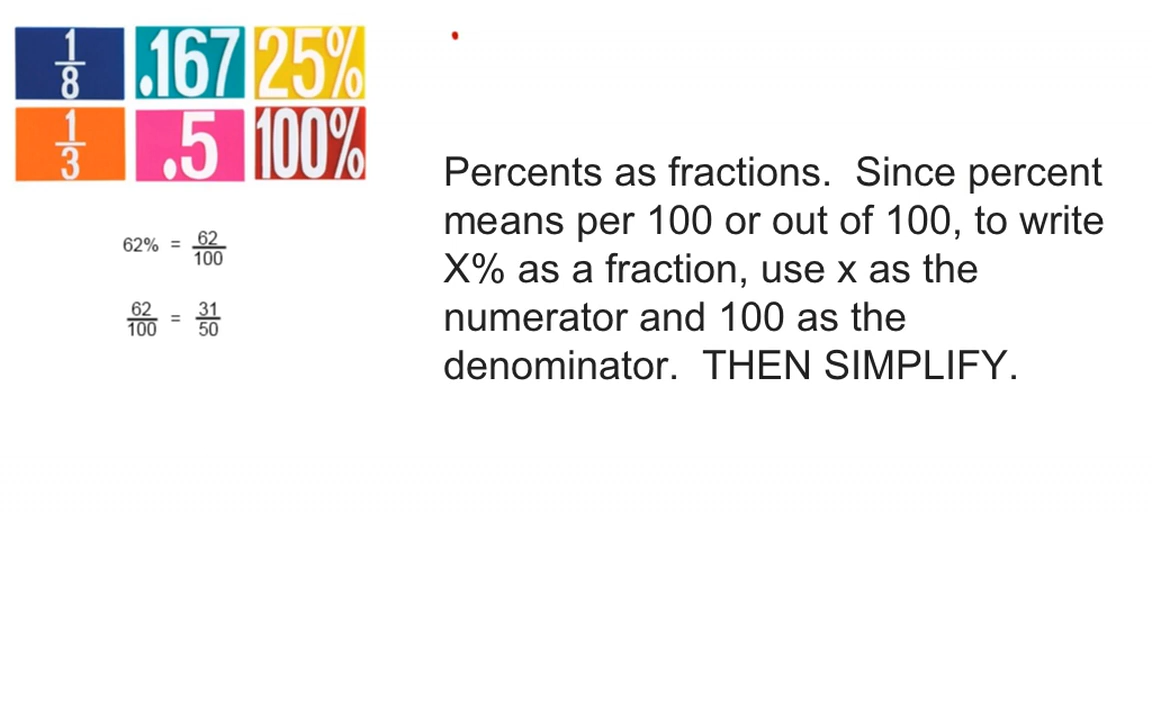 1/8 .167 25%
1/3 .5 100%
62% = 62/100
62/100 = 31/50
Percents as fractions.  Since percent
means per 100 or out of 100, to write
X% as a fraction, use x as the
numerator and 100 as the
denominator.  THEN SIMPLIFY.